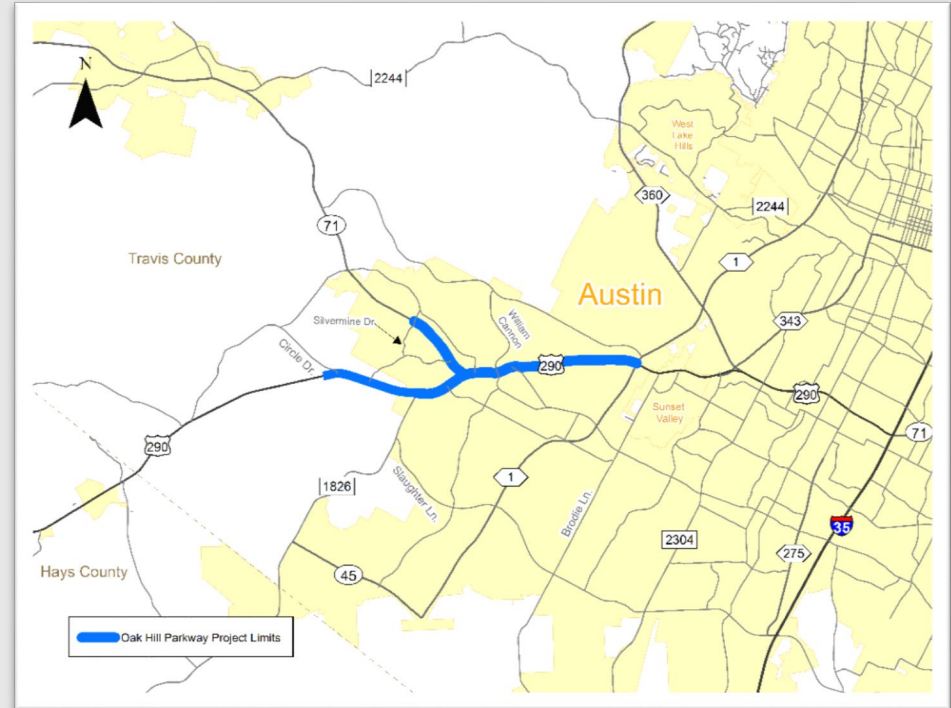 N
2244
West
Lake
Hills
360
2244
71
Travis County
1
Austin
343
Silvermine Dr.
William
Cannon
Circle Dr.
290
290
Sunset
Valley
71
290
1826
Slaughter Ln.
1
Brodie Ln.
35
2304
275
45
Hays County
Oak Hill Parkway Project Limits